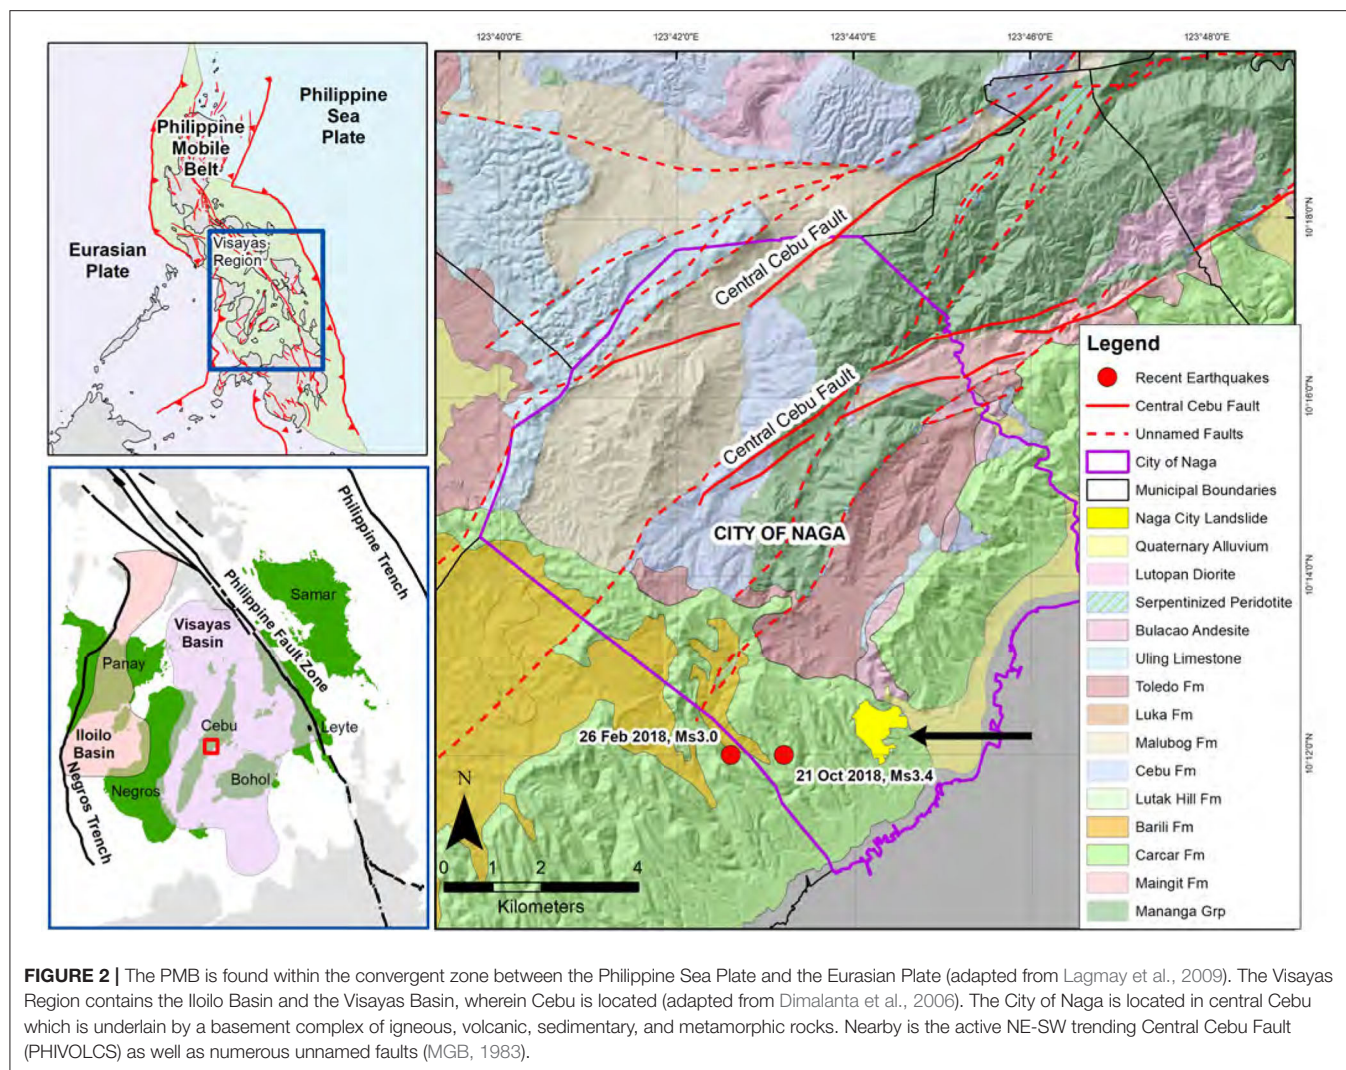 Philippine
Sea
Plate
Philippine
Mobile
Belt
Eurasian
Plate
Visayas
Region
Philippine Trench
Philippine Fault Zone
Samar
Visayas
Basin
Panay
Cebu
Leyte
Iloilo
Basin
Negros
Bohol
Negros Trench
123°40'0"E
123°42'0"E
123°44'0"E
123°46'0"E
123°48'0"E
10°18'0"N
10°16'0"N
10°14'0"N
10°12'0"N
Central Cebu Fault
Central Cebu Fault
CITY OF NAGA
26 Feb 2018, Ms3.0
21 Oct 2018, Ms3.4
N
0 1 2 4
Kilometers
Legend
Recent Earthquakes
Central Cebu Fault
Unnamed Faults
City of Naga
Municipal Boundaries
Naga City Landslide
Quaternary Alluvium
Lutopan Diorite
Serpentinized Peridotite
Bulacao Andesite
Uling Limestone
Toledo Fm
Luka Fm
Malubog Fm
Cebu Fm
Lutak Hill Fm
Barili Fm
Carcar Fm
Maingit Fm
Mananga Grp
FIGURE 2 | The PMB is found within the convergent zone between the Philippine Sea Plate and the Eurasian Plate (adapted from Lagmay et al., 2009). The Visayas
Region contains the Iloilo Basin and the Visayas Basin, wherein Cebu is located (adapted from Dimalanta et al., 2006). The City of Naga is located in central Cebu
which is underlain by a basement complex of igneous, volcanic, sedimentary, and metamorphic rocks. Nearby is the active NE-SW trending Central Cebu Fault
(PHIVOLCS) as well as numerous unnamed faults (MGB, 1983).